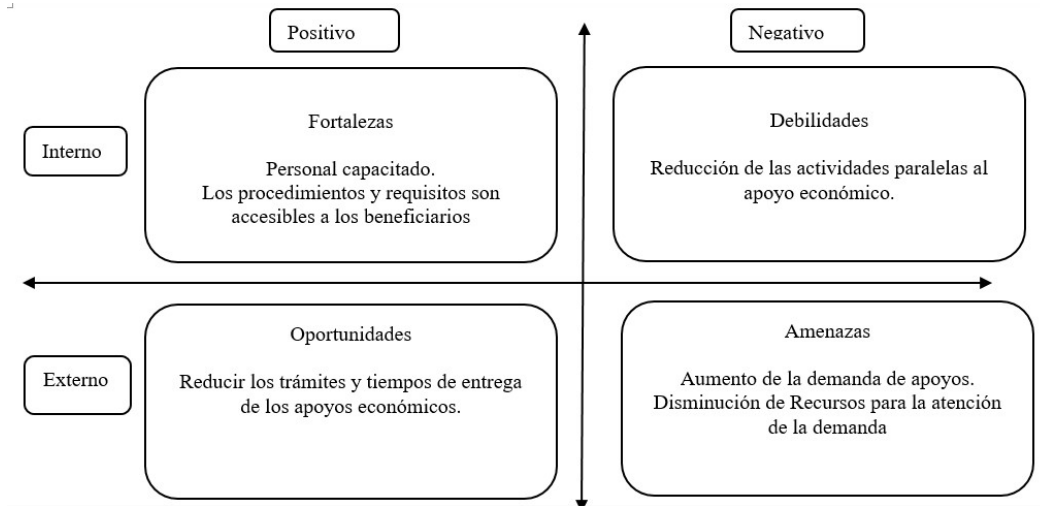 Positivo
Negativo
Interno
Fortalezas
Personal capacitado.
Los procedimientos y requisitos son
accesibles a los beneficiarios
Debilidades
Reducción de las actividades paralelas al
apoyo económico.
Externo
Oportunidades
Reducir los trámites y tiempos de entrega
de los apoyos económicos.
Amenazas
Aumento de la demanda de apoyos.
Disminución de Recursos para la atención
de la demanda